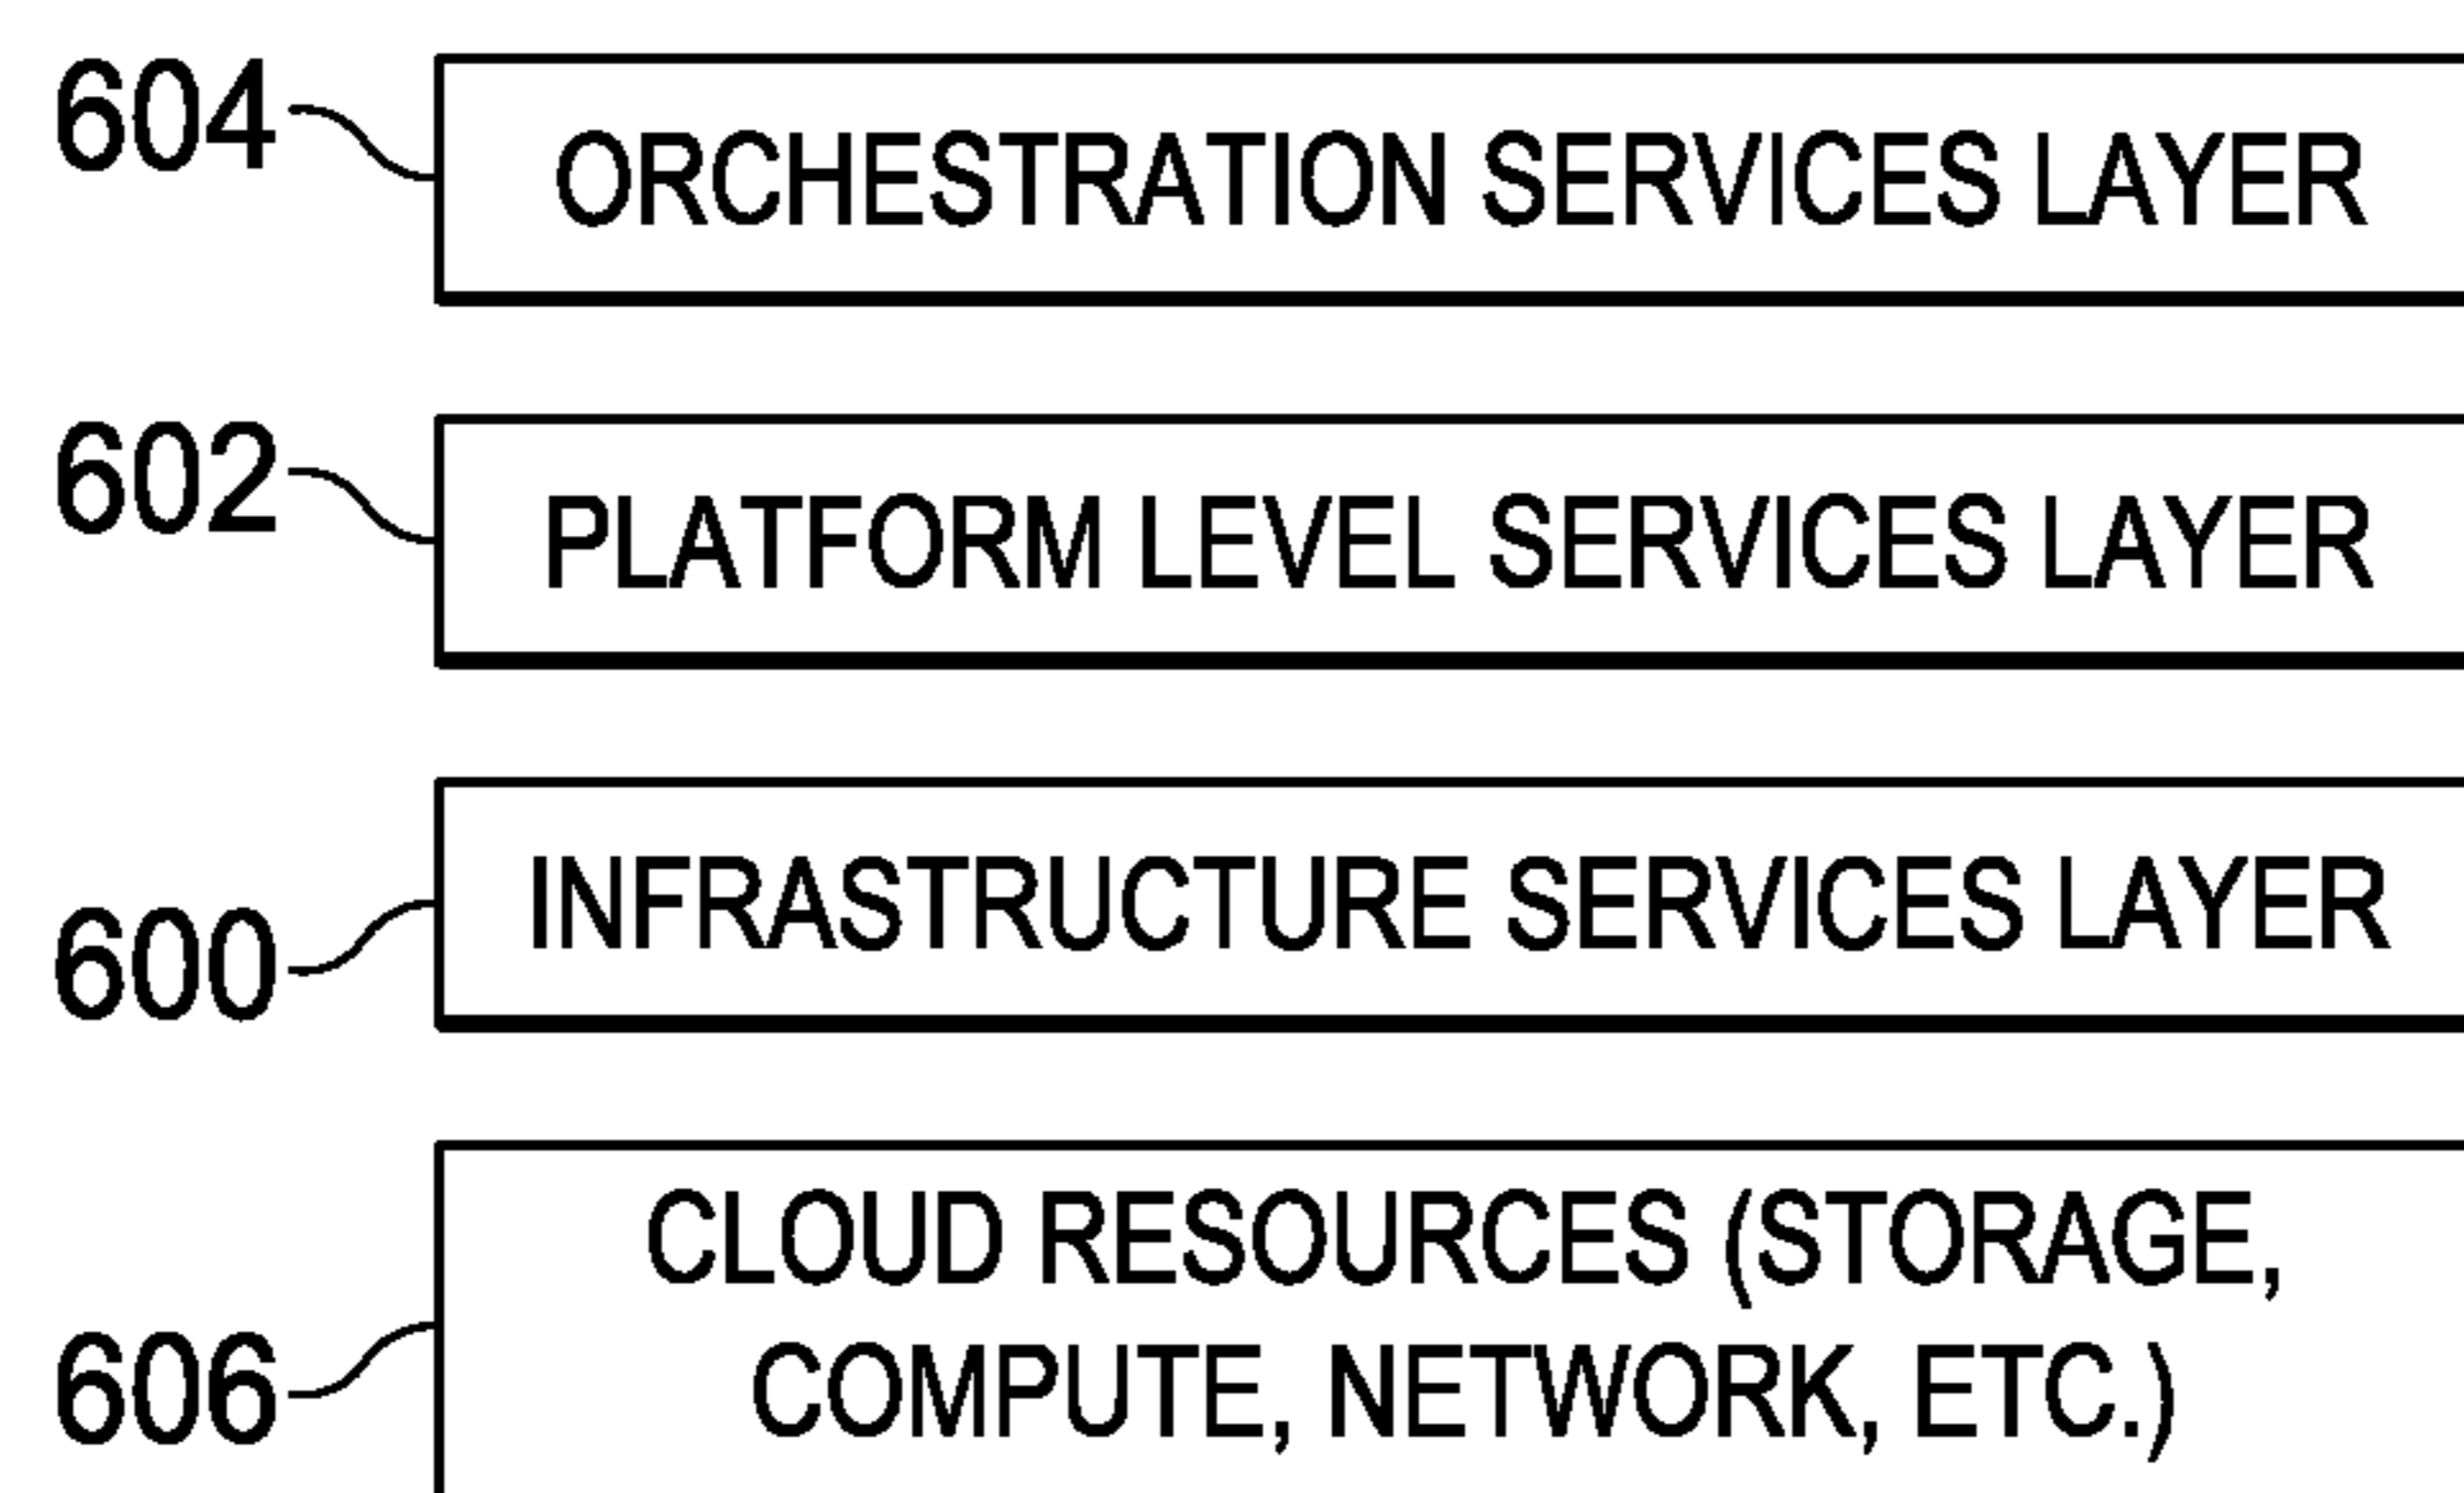 604
ORCHESTRATION SERVICES LAYER
602
PLATFORM LEVEL SERVICES LAYER
600
INFRASTRUCTURE SERVICES LAYER
606
CLOUD RESOURCES (STORAGE,
COMPUTE, NETWORK, ETC.)